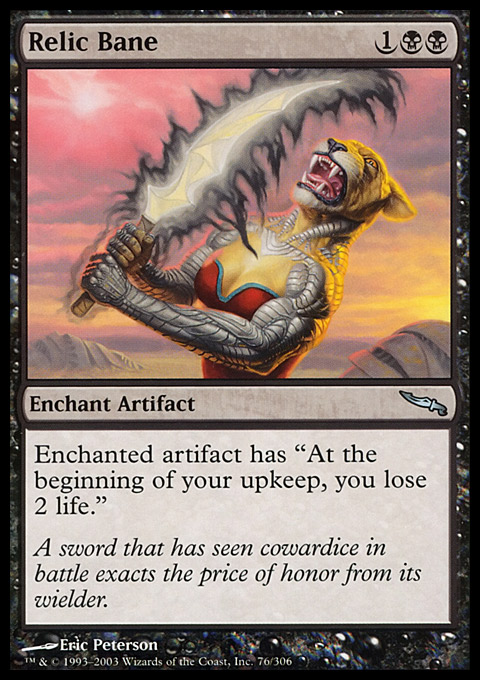 Relic Bane 1
Enchant Artifact
Enchanted artifact has “At the
beginning of your upkeep, you lose
2 life.”
A sword that has seen cowardice in
battle exacts the price of honor from its
wielder.
Eric Peterson
™ & © 1993–2003 Wizards of the Coast, Inc. 76/306